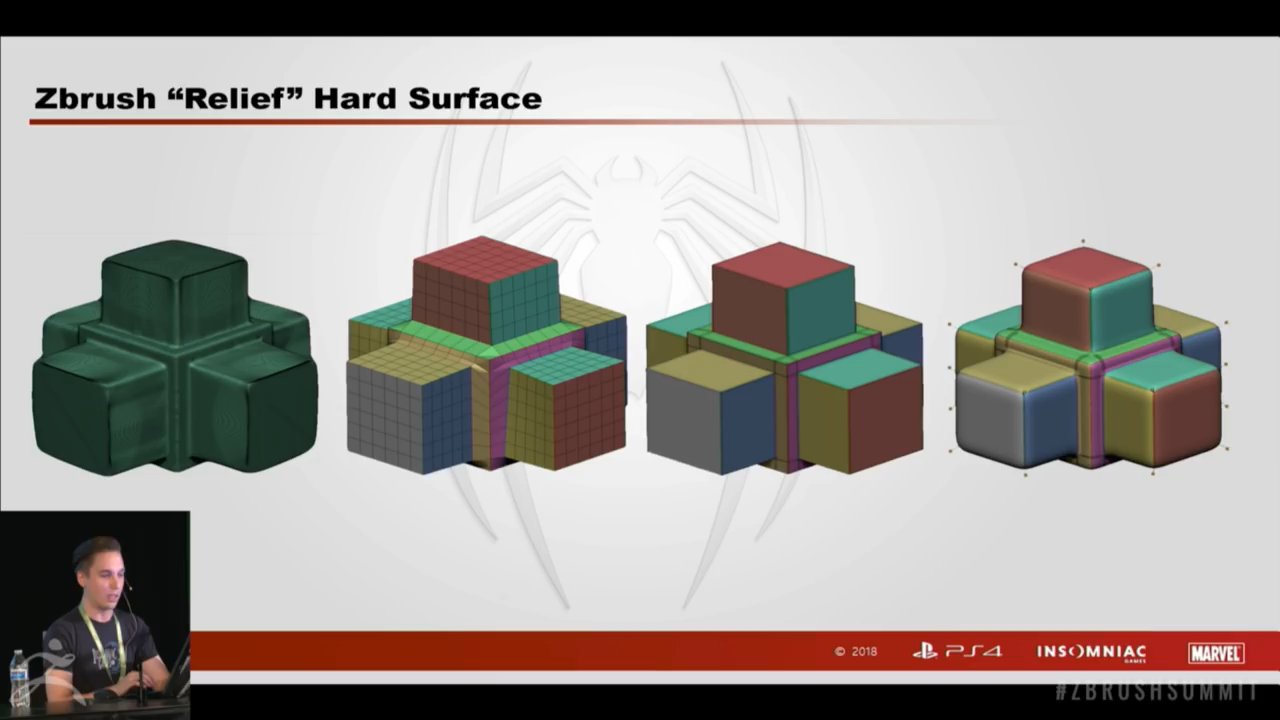 Zbrush “Relief” Hard Surface
© 2018
PS4
INSOMNIAC
GAMES
MARVEL
#ZBRUSHSUMMIT